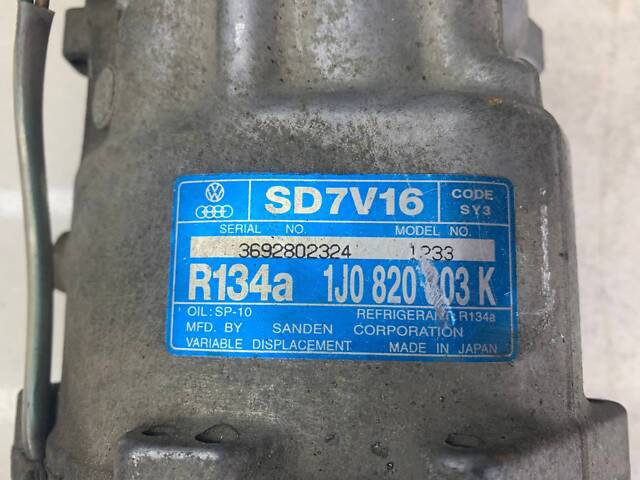 SD7V16 CODE SY3
SERIAL NO. MODEL NO.
3692802324 1233
R134a 1J0 820 803 K
OIL: SP-10 REFRIGERANT R134a
MFD. BY SANDEN CORPORATION
VARIABLE DISPLACEMENT MADE IN JAPAN